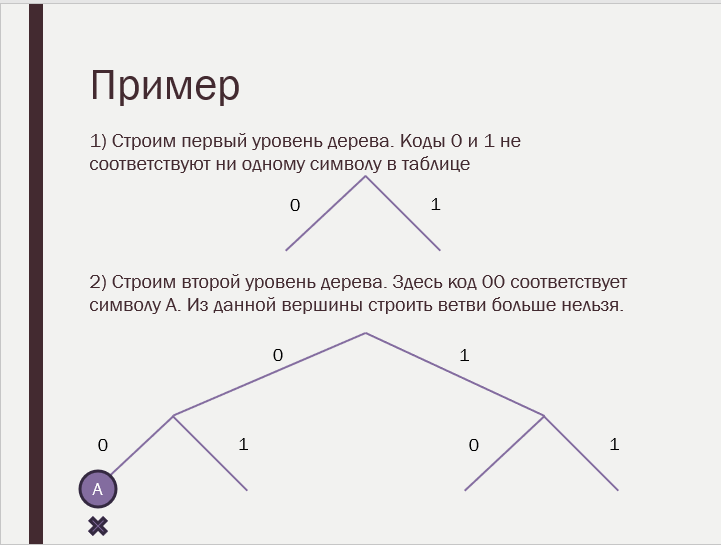 Пример
1) Строим первый уровень дерева. Коды 0 и 1 не
соответствуют ни одному символу в таблице
0 1
2) Строим второй уровень дерева. Здесь код 00 соответствует
символу А. Из данной вершины строить ветви больше нельзя.
0 1
0 1 0 1
А